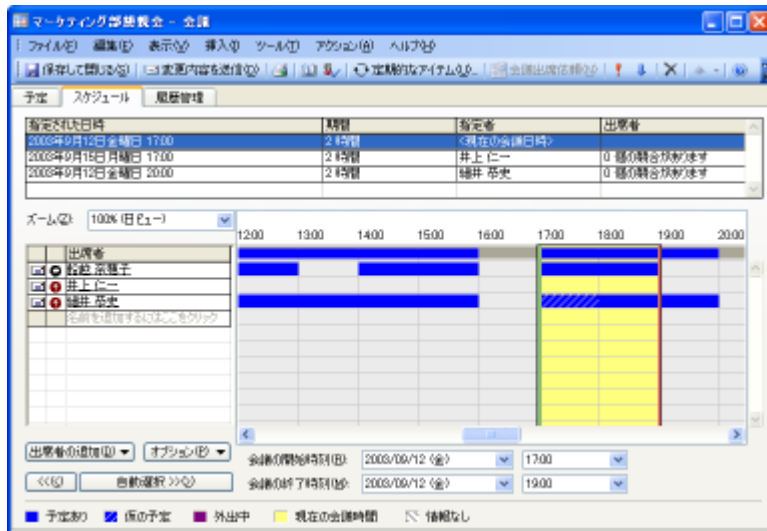 マーケティング部懇親会 - 会議
ファイル(F) 編集(E) 表示(V) 挿入(I) ツール(T) アクション(A) ヘルプ(H)
保存して閉じる(S) 変更内容を送信(D) 定期的なアイテム(U)... 会議出席依頼(N)
予定 スケジュール 履歴管理
指定された日時 期間 指定者 出席者
2003年9月12日金曜日 17:00 2 時間 <現在の会議日時>
2003年9月15日月曜日 17:00 2 時間 井上 仁一 0 個の競合があります
2003年9月12日金曜日 20:00 2 時間 細井 恭史 0 個の競合があります
ズーム(Z): 100% (日ビュー)
12:00 13:00 14:00 15:00 16:00 17:00 18:00 19:00 20:00
出席者
井上 仁一
細井 恭史
名前を追加するにはここをクリック
出席者の追加(D) オプション(P)
会議の開始時刻(R): 2003/09/12 (金) 17:00
<<(K) 自動選択 >>(X)
会議の終了時刻(M): 2003/09/12 (金) 19:00
予定あり 仮の予定 外出中 現在の会議時間 情報なし